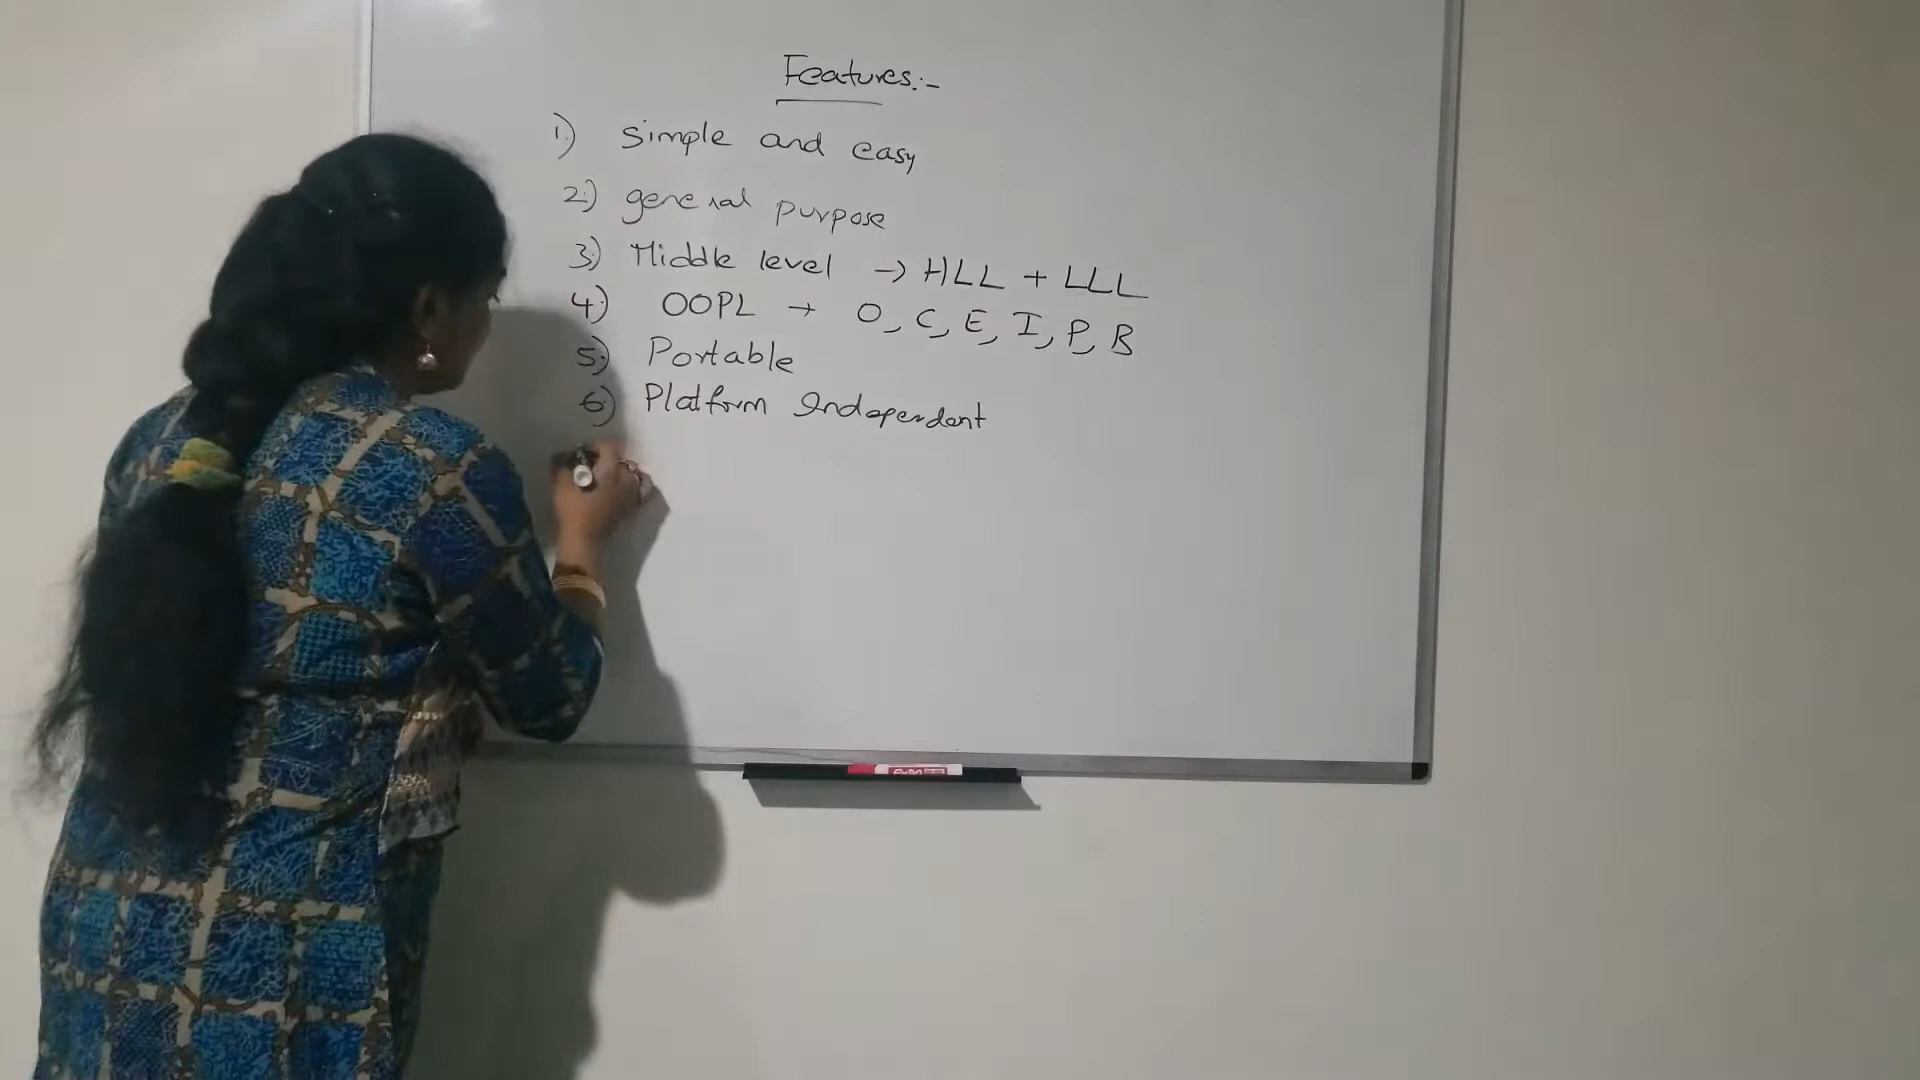 Features:-
1) Simple and easy
2) general purpose
3) Middle level → HLL + LLL
4) OOPL → O, C, E, I, P, B
5) Portable
6) Platform Independent
EXPO